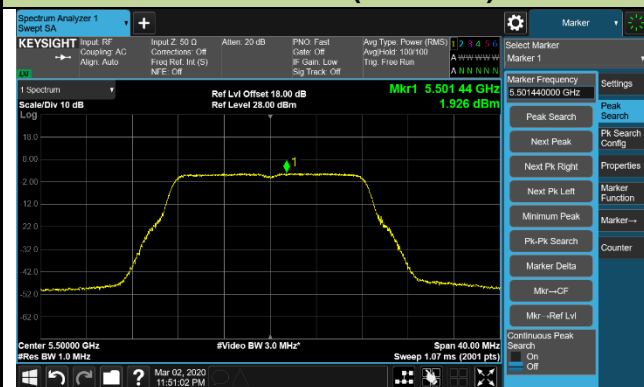 Spectrum Analyzer 1
Swept SA
+
Marker
KEYSIGHT
Input: RF
Coupling: AC
Align: Auto
Input Z: 50 Ω
Corrections: Off
Freq Ref: Int (S)
NFE: Off
Atten: 20 dB
PNO: Fast
Gate: Off
IF Gain: Low
Sig Track: Off
Avg Type: Power (RMS)
Avg|Hold: 100/100
Trig: Free Run
1 2 3 4 5 6
A W W W W W
A N N N N N
LXI
Select Marker
Marker 1
1 Spectrum
Scale/Div 10 dB
Log
Ref Lvl Offset 18.00 dB
Ref Level 28.00 dBm
Mkr1 5.501 44 GHz
1.926 dBm
18.0
8.00
-2.00
-12.0
-22.0
-32.0
-42.0
-52.0
-62.0
1
Center 5.50000 GHz
#Res BW 1.0 MHz
#Video BW 3.0 MHz*
Span 40.00 MHz
Sweep 1.07 ms (2001 pts)
Marker Frequency
5.501440000 GHz
Peak Search
Next Peak
Next Pk Right
Next Pk Left
Minimum Peak
Pk-Pk Search
Marker Delta
Mkr→CF
Mkr→Ref Lvl
Continuous Peak
Search
On
Off
Settings
Peak
Search
Pk Search
Config
Properties
Marker
Function
Marker→
Counter
?
Mar 02, 2020
11:51:02 PM